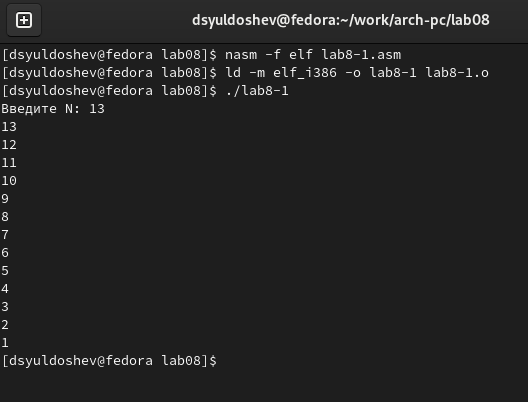 dsyuldoshev@fedora:~/work/arch-pc/lab08
[dsyuldoshev@fedora lab08]$ nasm -f elf lab8-1.asm
[dsyuldoshev@fedora lab08]$ ld -m elf_i386 -o lab8-1 lab8-1.o
[dsyuldoshev@fedora lab08]$ ./lab8-1
Введите N: 13
13
12
11
10
9
8
7
6
5
4
3
2
1
[dsyuldoshev@fedora lab08]$